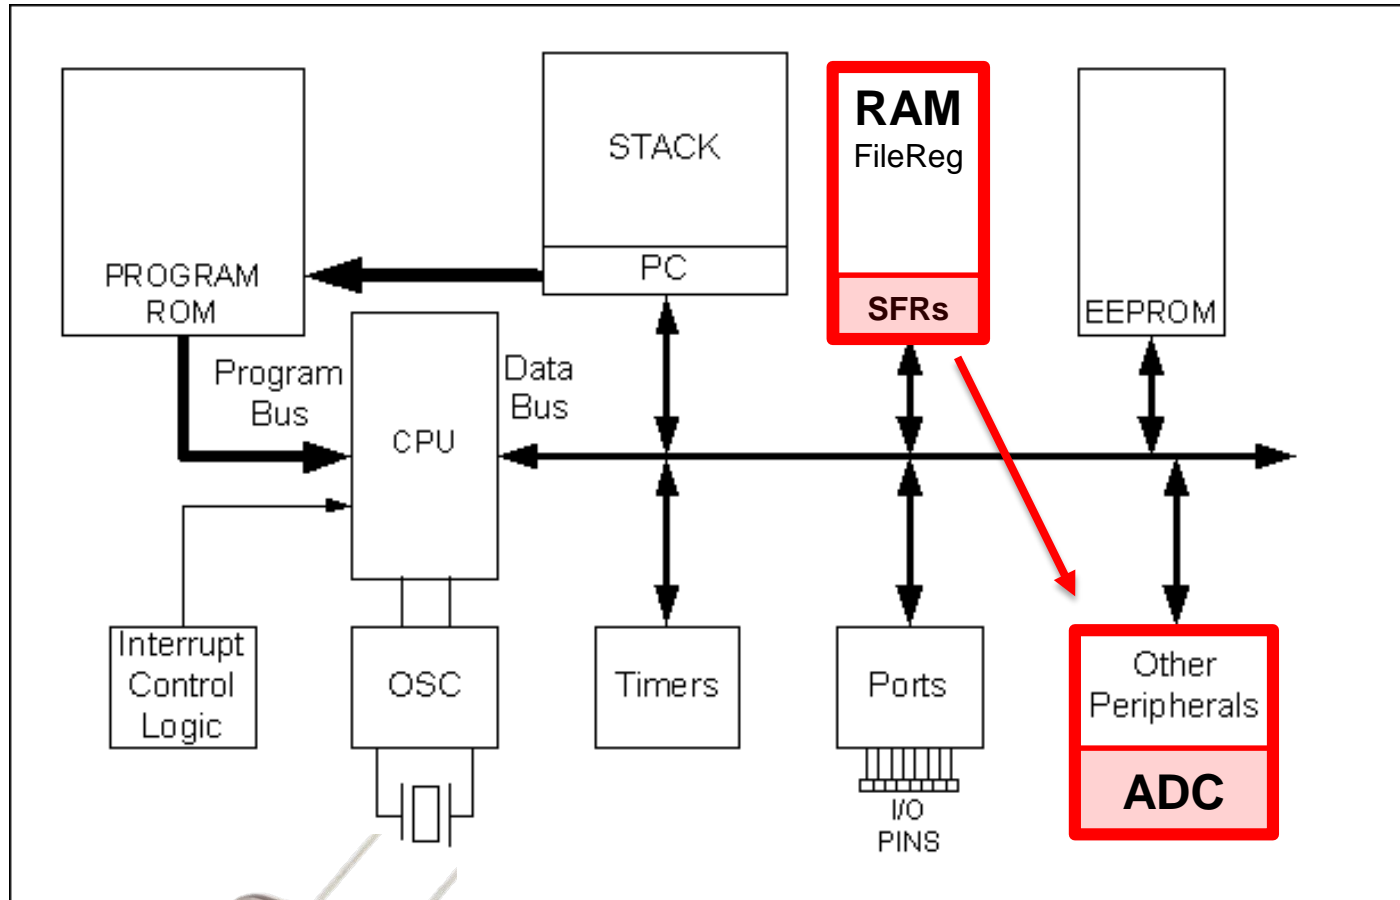 PROGRAM
ROM
STACK
PC
RAM
FileReg
SFRs
EEPROM
Program
Bus
CPU
Data
Bus
Interrupt
Control
Logic
OSC
Timers
Ports
I/O
PINS
Other
Peripherals
ADC